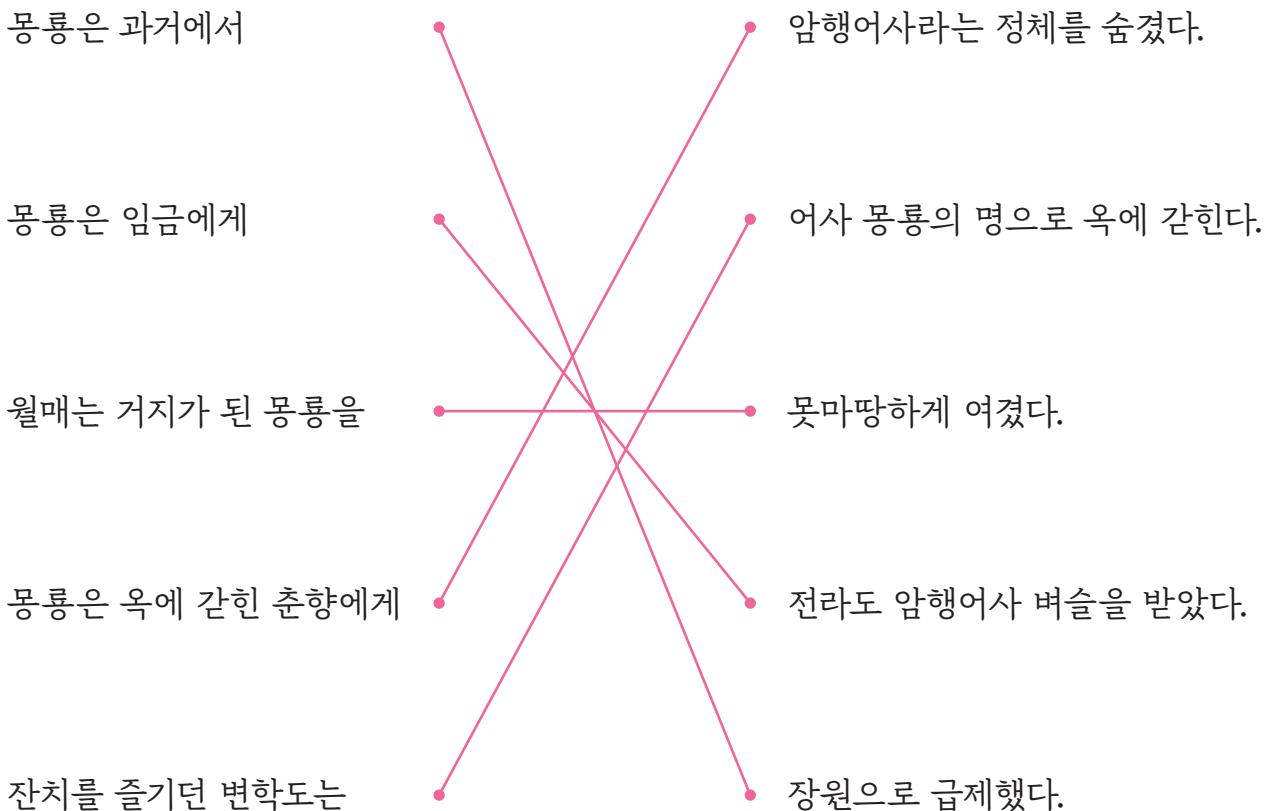 몽룡은 과거에서
암행어사라는 정체를 숨겼다.
몽룡은 임금에게
어사 몽룡의 명으로 옥에 갇힌다.
월매는 거지가 된 몽룡을
못마땅하게 여겼다.
몽룡은 옥에 갇힌 춘향에게
전라도 암행어사 벼슬을 받았다.
잔치를 즐기던 변학도는
장원으로 급제했다.